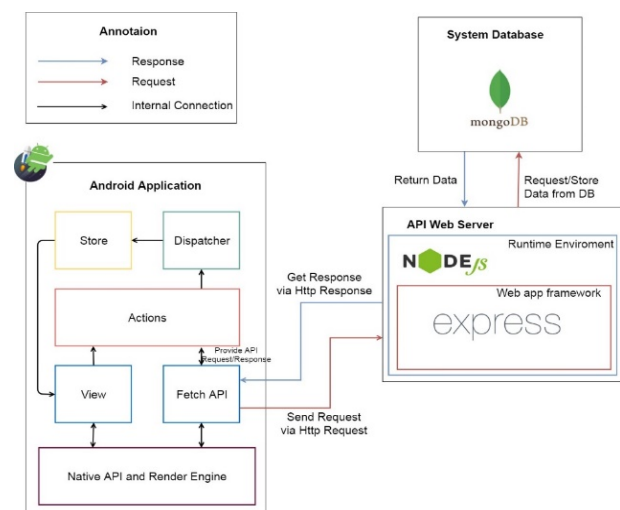 Annotaion
Response
Request
Internal Connection
System Database
mongoDB
Return Data
Request/Store
Data from DB
Android Application
Store
Dispatcher
Actions
Provide API
Request/Response
View
Fetch API
Native API and Render Engine
Get Response
via Http Response
Send Request
via Http Request
API Web Server
Runtime Enviroment
NODEjs
Web app framework
express